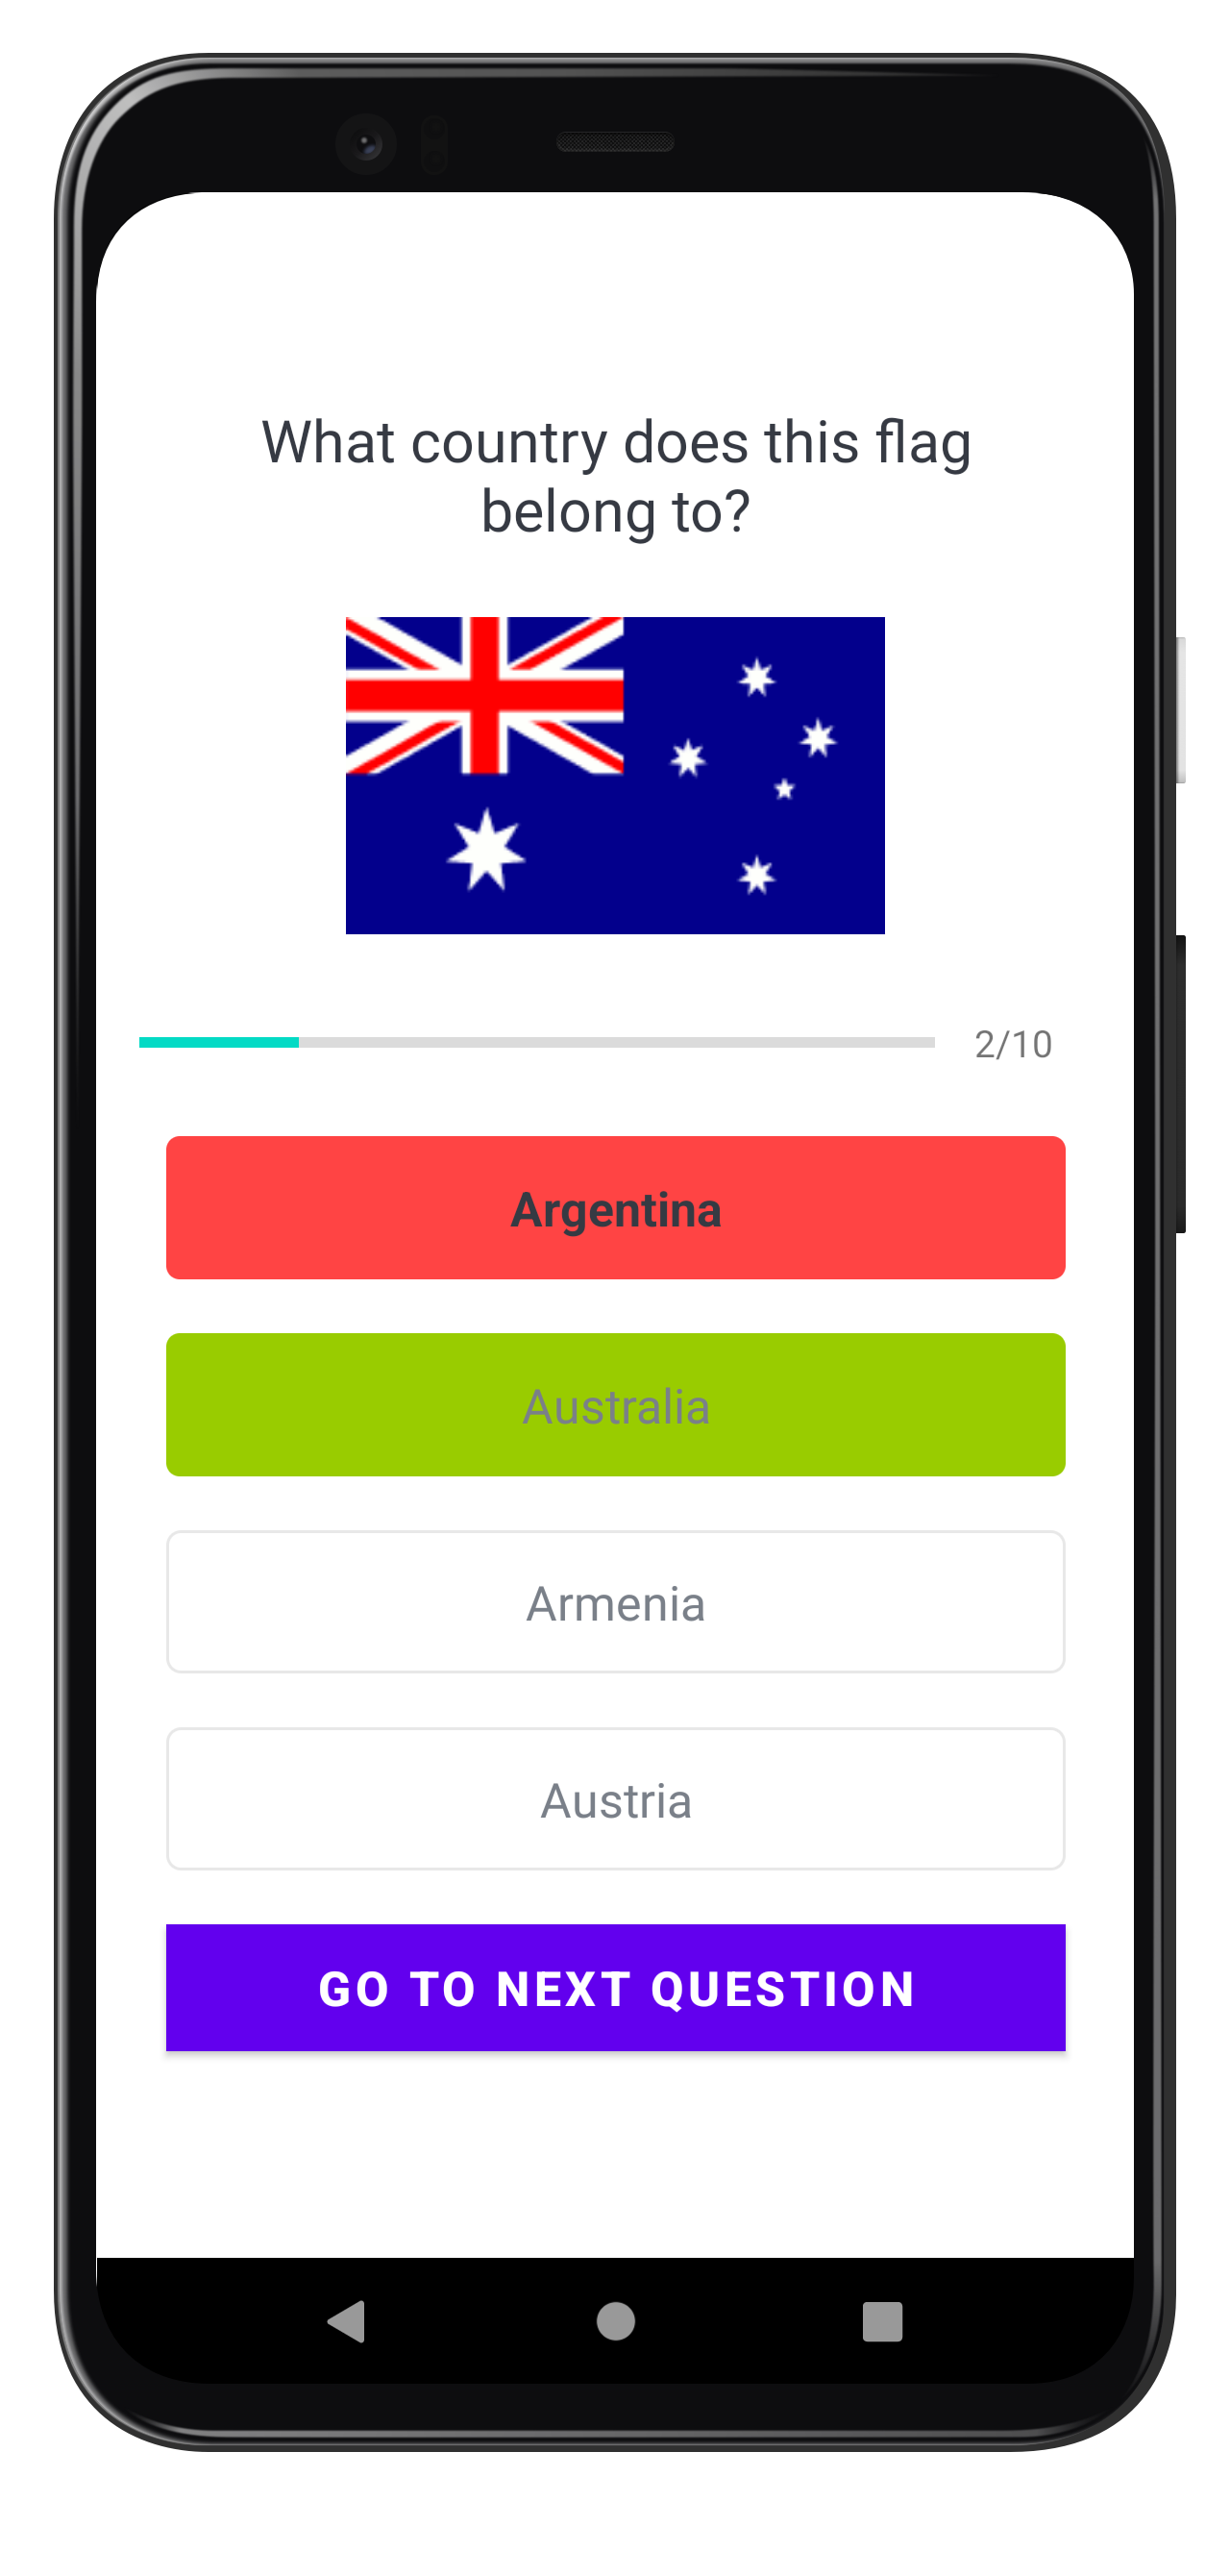 What country does this flag
belong to?
2/10
Argentina
Australia
Armenia
Austria
GO TO NEXT QUESTION